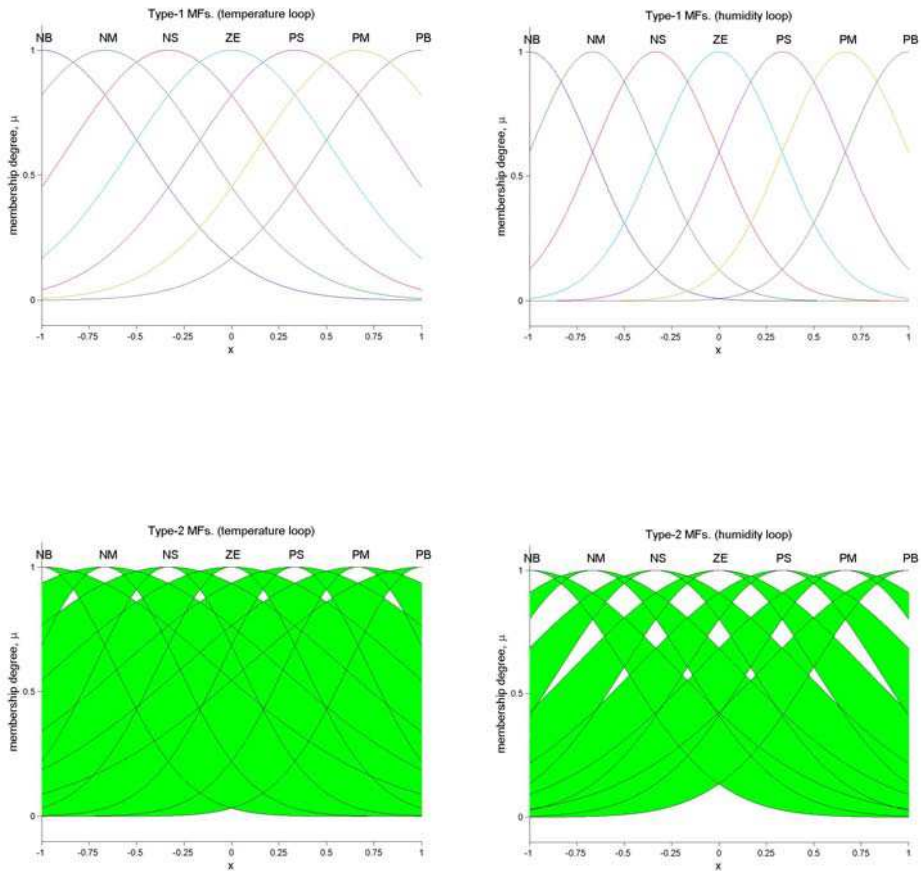 Type-1 MFs. (temperature loop)
NB NM NS ZE PS PM PB
1
0.5
0
membership degree, μ
-1 -0.75 -0.5 -0.25 0 0.25 0.5 0.75 1
x
Type-1 MFs. (humidity loop)
NB NM NS ZE PS PM PB
1
0.5
0
membership degree, μ
-1 -0.75 -0.5 -0.25 0 0.25 0.5 0.75 1
x
Type-2 MFs. (temperature loop)
NB NM NS ZE PS PM PB
1
0.5
0
membership degree, μ
-1 -0.75 -0.5 -0.25 0 0.25 0.5 0.75 1
x
Type-2 MFs. (humidity loop)
NB NM NS ZE PS PM PB
1
0.5
0
membership degree, μ
-1 -0.75 -0.5 -0.25 0 0.25 0.5 0.75 1
x